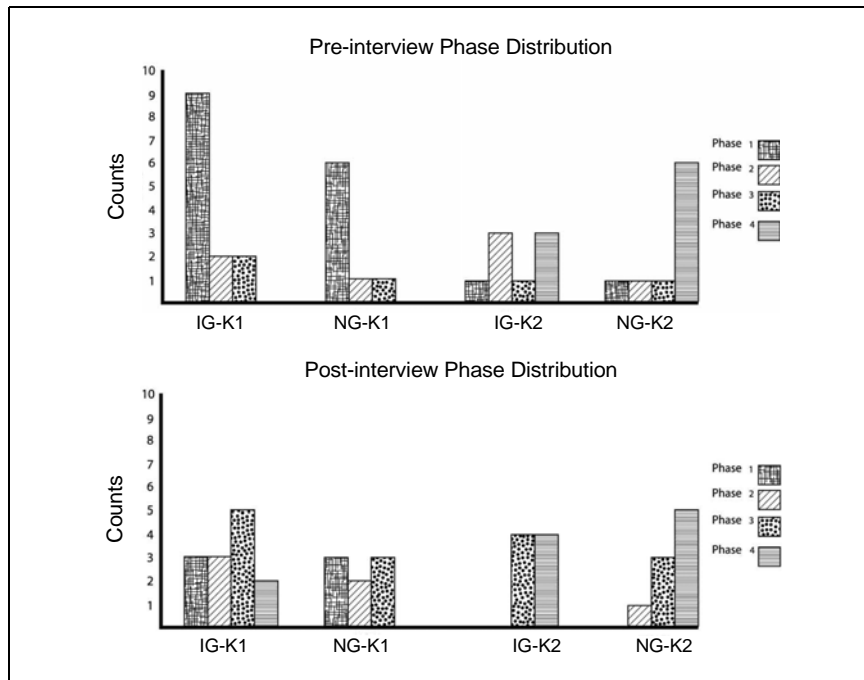 Pre-interview Phase Distribution
10
9
8
7
6
5
4
3
2
1
Counts
IG-K1 NG-K1 IG-K2 NG-K2
Phase 1
Phase 2
Phase 3
Phase 4
Post-interview Phase Distribution
10
9
8
7
6
5
4
3
2
1
Counts
IG-K1 NG-K1 IG-K2 NG-K2
Phase 1
Phase 2
Phase 3
Phase 4